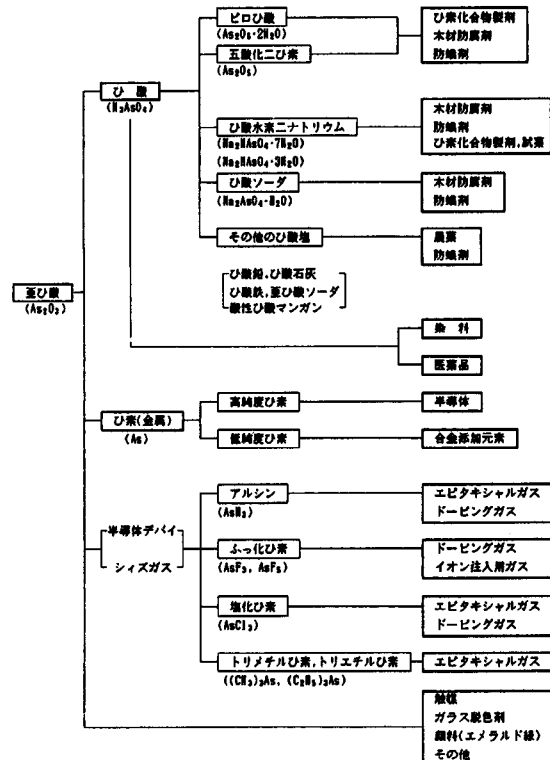 ピロひ酸
(As₂O₅·2H₂O)
五酸化二ひ素
(As₂O₅)
ひ素化合物製剤
木材防腐剤
防蟻剤
ひ 酸
(H₃AsO₄)
ひ酸水素二ナトリウム
(Na₂HAsO₄·7H₂O)
(Na₂HAsO₄·3H₂O)
木材防腐剤
防蟻剤
ひ素化合物製剤,試薬
ひ酸ソーダ
(Na₂AsO₄·H₂O)
木材防腐剤
防蟻剤
その他のひ酸塩
農薬
防蟻剤
ひ酸鉛,ひ酸石灰
ひ酸鉄,亜ひ酸ソーダ
酸性ひ酸マンガン
亜ひ酸
(As₂O₃)
染 料
医薬品
ひ素(金属)
(As)
高純度ひ素
半導体
低純度ひ素
合金添加元素
半導体デバイ
シィズガス
アルシン
(AsH₃)
エピタキシャルガス
ドーピングガス
ふっ化ひ素
(AsF₃, AsF₅)
ドーピングガス
イオン注入用ガス
塩化ひ素
(AsCl₃)
エピタキシャルガス
ドーピングガス
トリメチルひ素,トリエチルひ素
((CH₃)₃As, (C₂H₅)₃As)
エピタキシャルガス
触媒
ガラス脱色剤
顔料(エメラルド緑)
その他